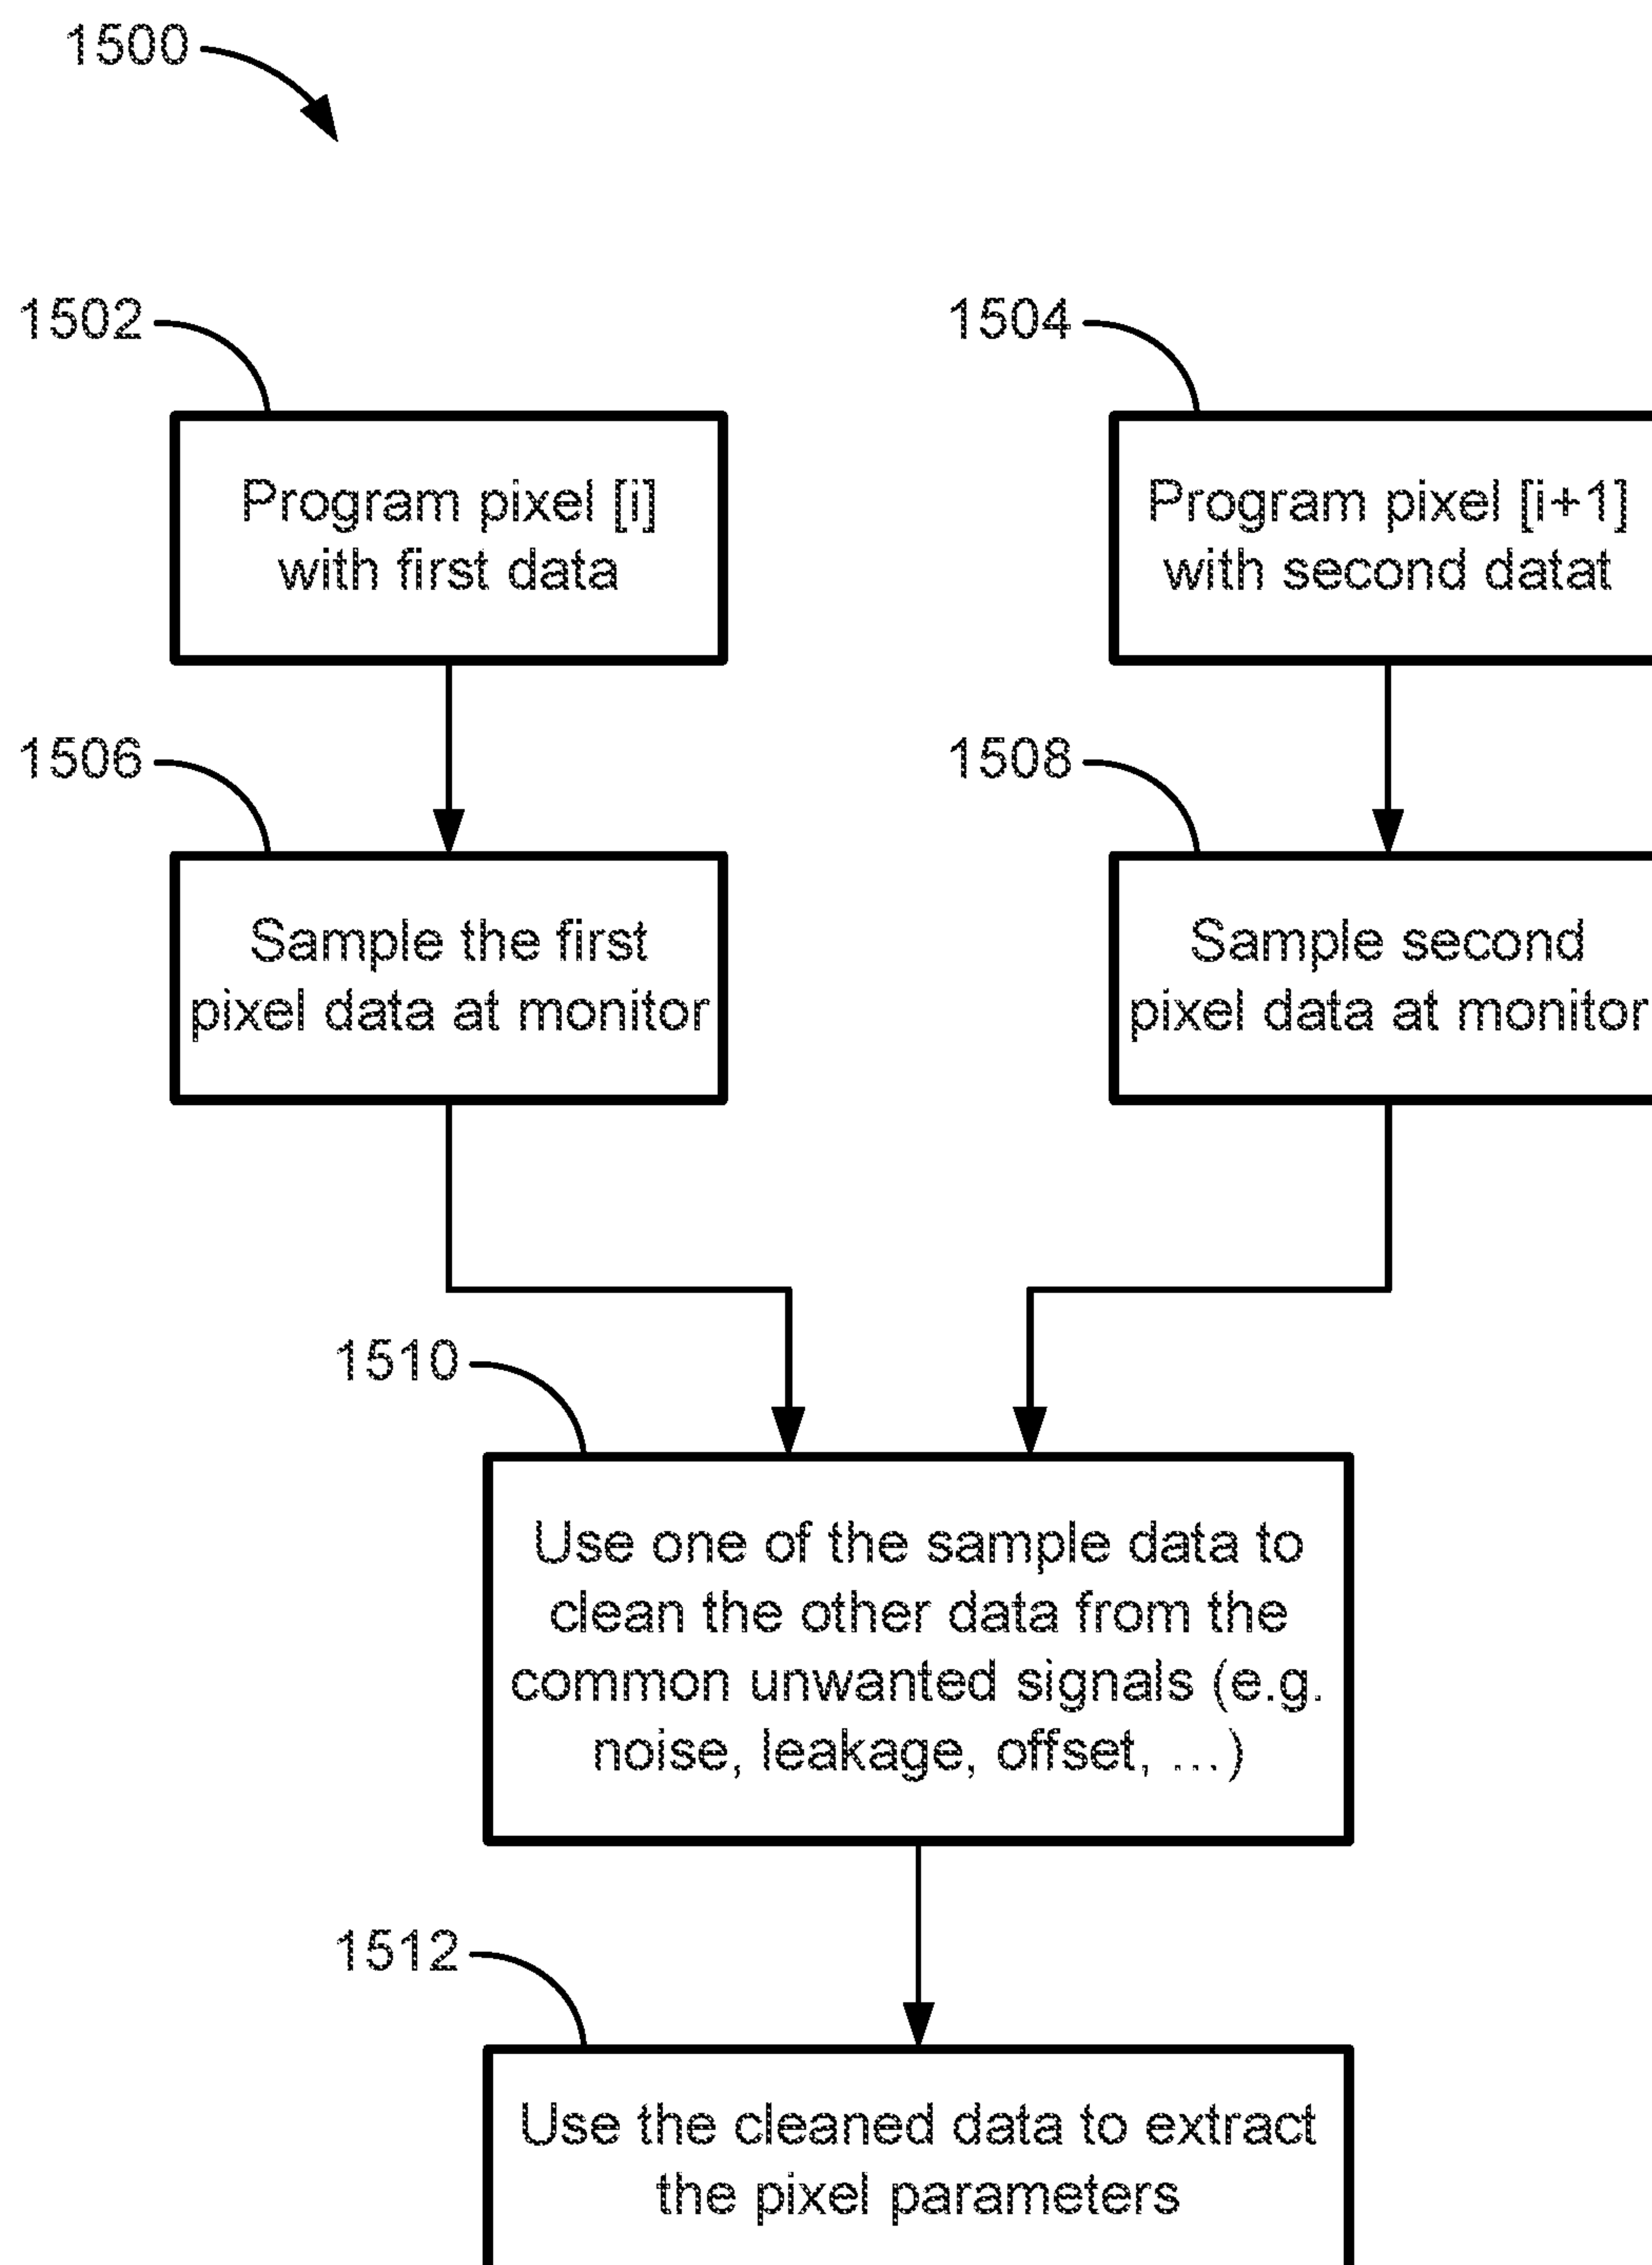 1500
1502
1504
Program pixel [i]
with first data
Program pixel [i+1]
with second datat
1506
1508
Sample the first
pixel data at monitor
Sample second
pixel data at monitor
1510
Use one of the sample data to
clean the other data from the
common unwanted signals (e.g.
noise, leakage, offset, ...)
1512
Use the cleaned data to extract
the pixel parameters